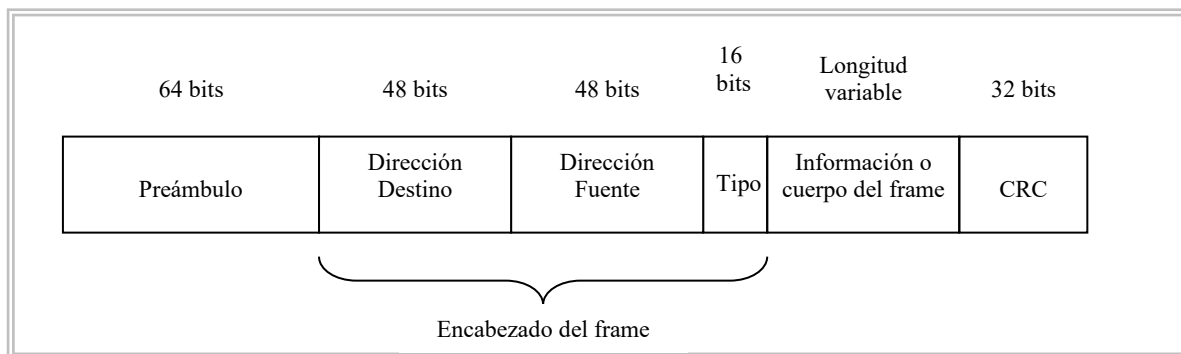 64 bits
48 bits
48 bits
16
bits
Longitud
variable
32 bits
Preámbulo
Dirección
Destino
Dirección
Fuente
Tipo
Información o
cuerpo del frame
CRC
Encabezado del frame